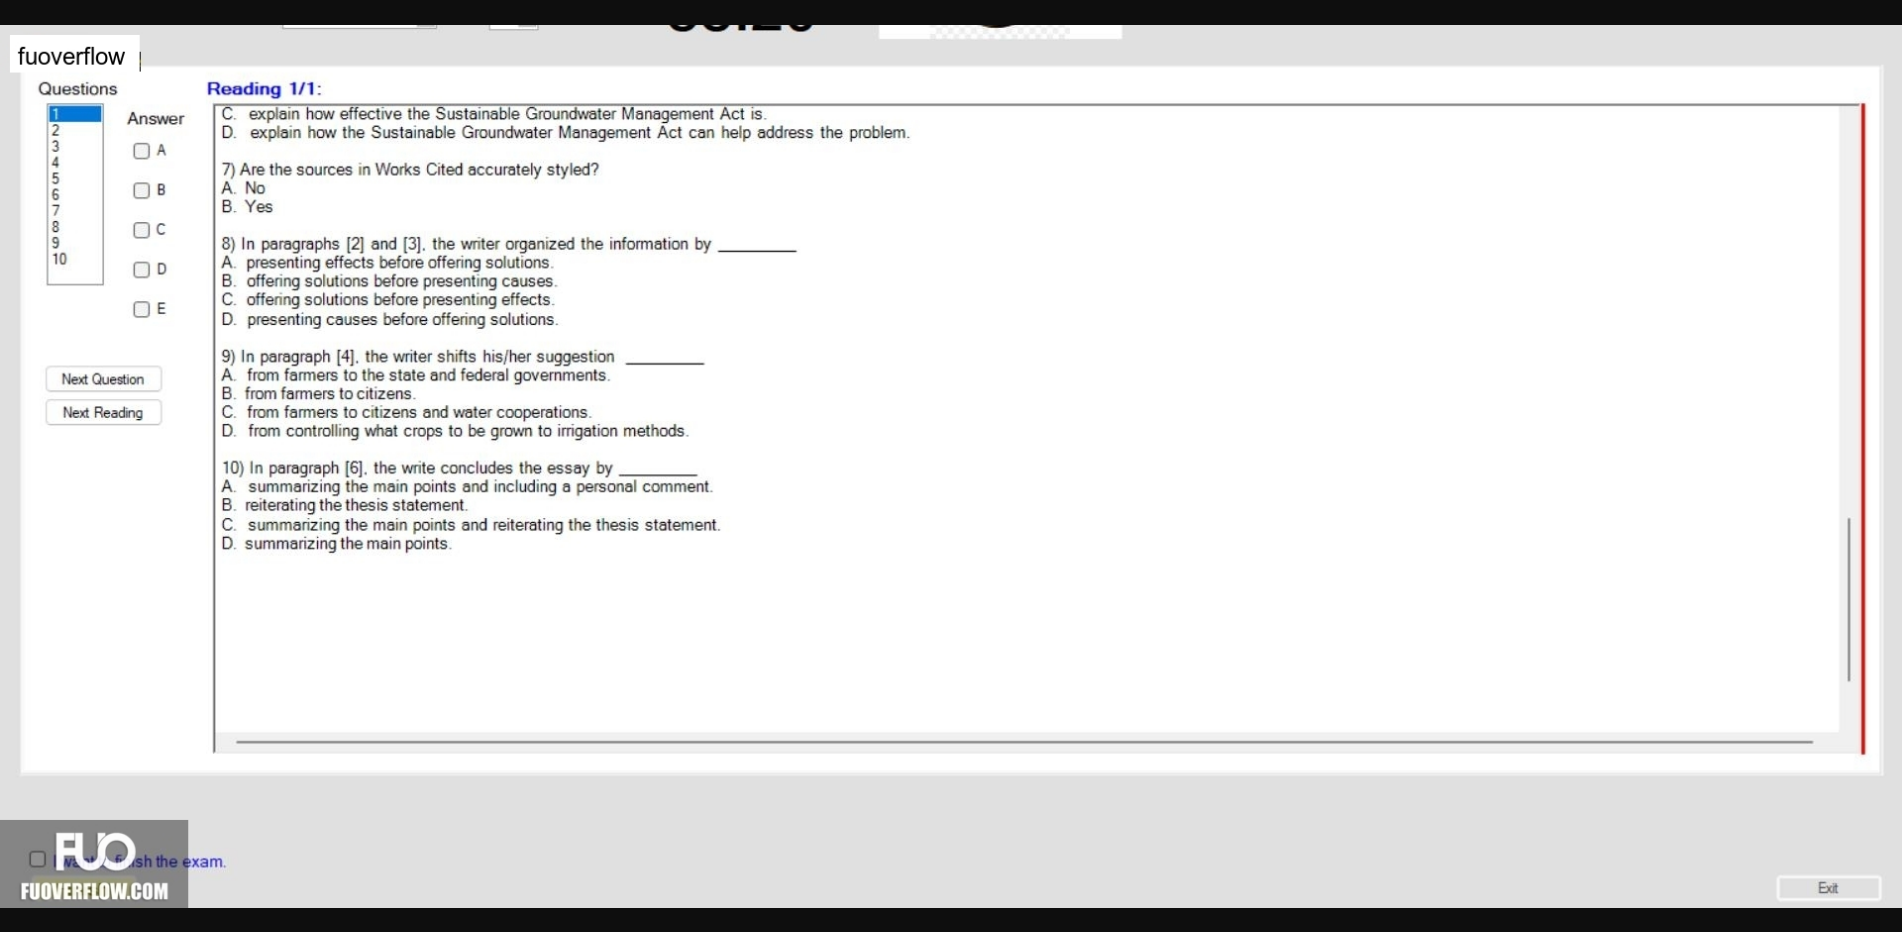 fuoverflow
Questions
Reading 1/1:
1
2
3
4
5
6
7
8
9
10
Answer
A
B
C
D
E
Next Question
Next Reading
C. explain how effective the Sustainable Groundwater Management Act is.
D. explain how the Sustainable Groundwater Management Act can help address the problem.
7) Are the sources in Works Cited accurately styled?
A. No
B. Yes
8) In paragraphs [2] and [3], the writer organized the information by ________
A. presenting effects before offering solutions.
B. offering solutions before presenting causes.
C. offering solutions before presenting effects.
D. presenting causes before offering solutions.
9) In paragraph [4], the writer shifts his/her suggestion ________
A. from farmers to the state and federal governments.
B. from farmers to citizens.
C. from farmers to citizens and water cooperations.
D. from controlling what crops to be grown to irrigation methods.
10) In paragraph [6], the write concludes the essay by ________
A. summarizing the main points and including a personal comment.
B. reiterating the thesis statement.
C. summarizing the main points and reiterating the thesis statement.
D. summarizing the main points.
FUO
the exam.
FUOVERFLOW.COM
Exit